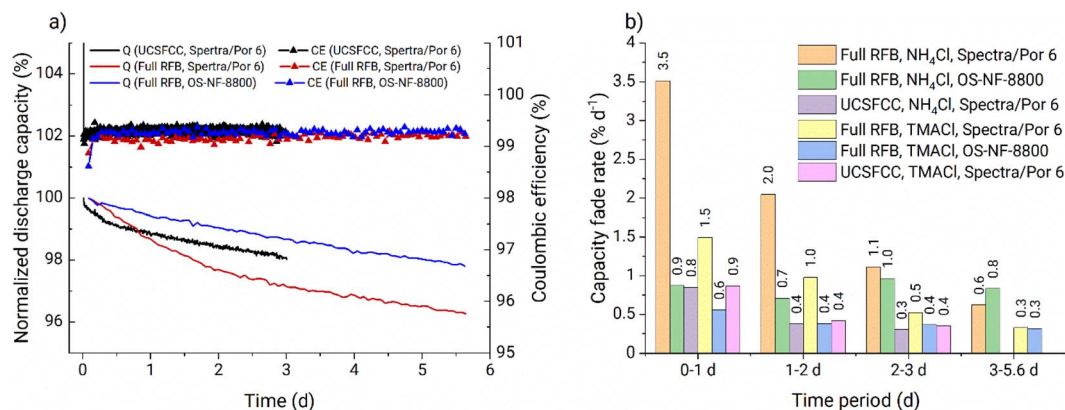 a)
Q (UCSFCC, Spectra/Por 6)
CE (UCSFCC, Spectra/Por 6)
Q (Full RFB, Spectra/Por 6)
CE (Full RFB, Spectra/Por 6)
Q (Full RFB, OS-NF-8800)
CE (Full RFB, OS-NF-8800)
Normalized discharge capacity (%)
104
102
100
98
96
Coulombic efficiency (%)
101
100
99
98
97
96
95
0
1
2
3
4
5
6
Time (d)
b)
Full RFB, NH₄Cl, Spectra/Por 6
Full RFB, NH₄Cl, OS-NF-8800
UCSFCC, NH₄Cl, Spectra/Por 6
Full RFB, TMACl, Spectra/Por 6
Full RFB, TMACl, OS-NF-8800
UCSFCC, TMACl, Spectra/Por 6
Capacity fade rate (% d⁻¹)
4
3.5
3
2.5
2
1.5
1
0.5
0
3.5
0.9
0.8
1.5
0.6
0.9
2.0
0.7
0.4
1.0
0.4
0.4
1.1
1.0
0.3
0.5
0.4
0.4
0.6
0.8
0.3
0.3
0-1 d
1-2 d
2-3 d
3-5.6 d
Time period (d)